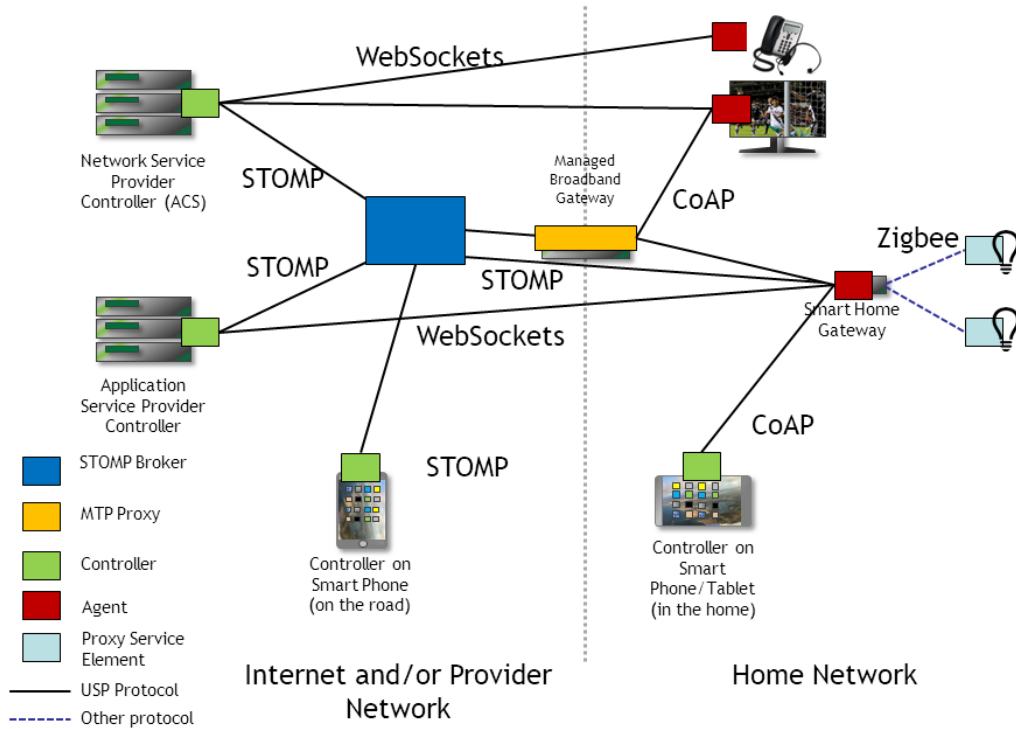 WebSockets
Network Service
Provider
Controller (ACS)
STOMP
Managed
Broadband
Gateway
CoAP
Zigbee
STOMP
STOMP
Smart Home
Gateway
WebSockets
Application
Service Provider
Controller
CoAP
STOMP
Controller on
Smart Phone
(on the road)
Controller on
Smart
Phone/Tablet
(in the home)
STOMP Broker
MTP Proxy
Controller
Agent
Proxy Service
Element
USP Protocol
Other protocol
Internet and/or Provider
Network
Home Network